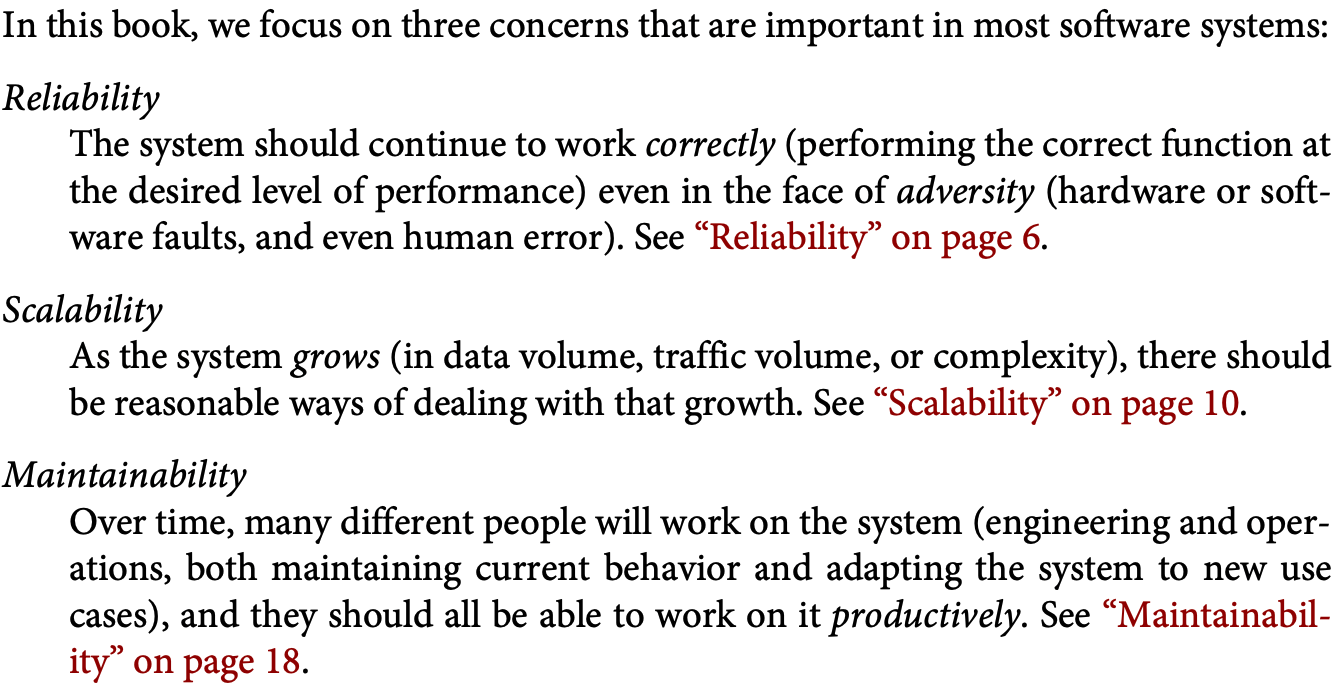 In this book, we focus on three concerns that are important in most software systems:
Reliability
The system should continue to work correctly (performing the correct function at
the desired level of performance) even in the face of adversity (hardware or soft-
ware faults, and even human error). See “Reliability” on page 6.
Scalability
As the system grows (in data volume, traffic volume, or complexity), there should
be reasonable ways of dealing with that growth. See “Scalability” on page 10.
Maintainability
Over time, many different people will work on the system (engineering and oper-
ations, both maintaining current behavior and adapting the system to new use
cases), and they should all be able to work on it productively. See “Maintainabil-
ity” on page 18.